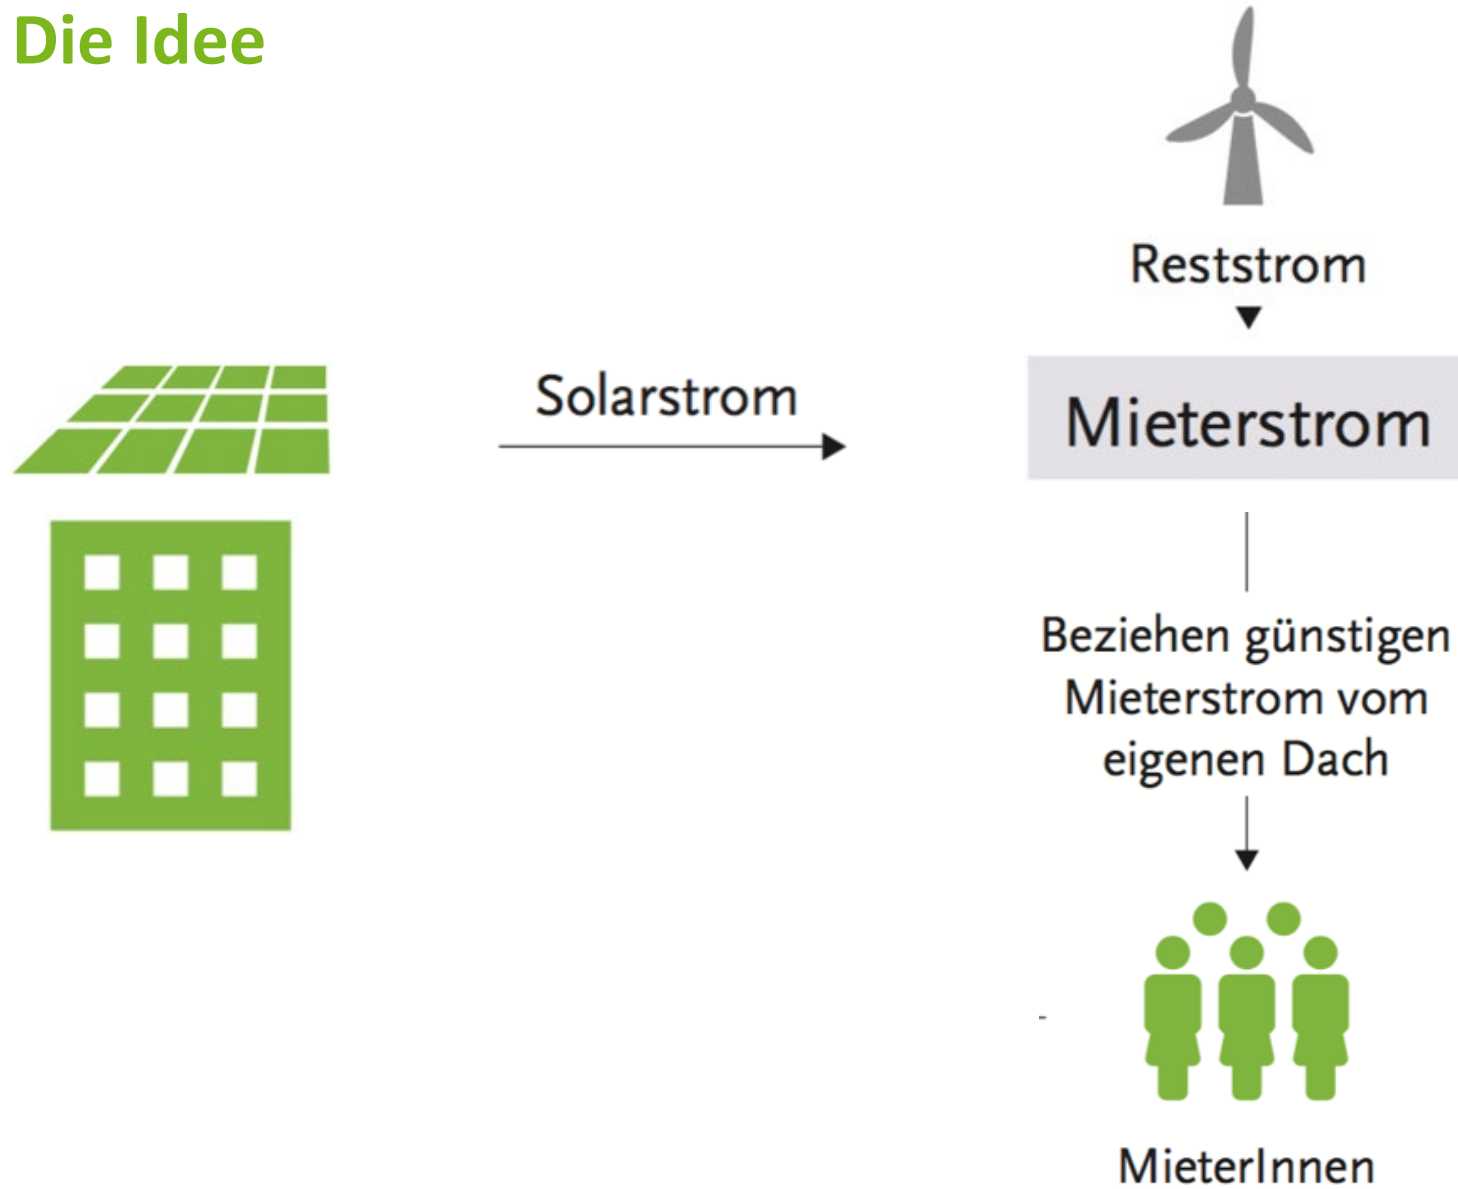 Die Idee
Reststrom
Solarstrom
Mieterstrom
Beziehen günstigen
Mieterstrom vom
eigenen Dach
-
MieterInnen